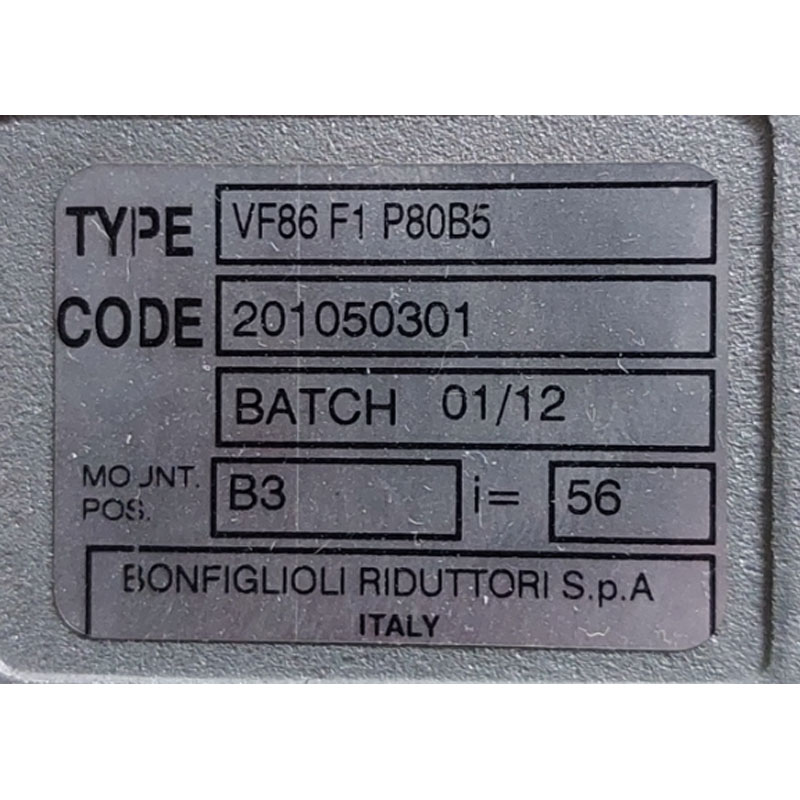 TYPE VF86 F1 P80B5
CODE 201050301
BATCH 01/12
MOUNT. POS. B3 i= 56
BONFIGLIOLI RIDUTTORI S.p.A
ITALY